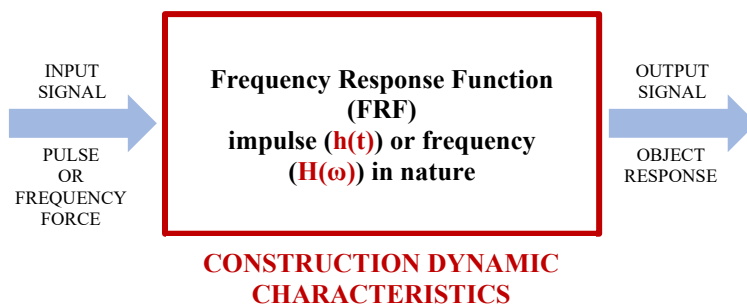 INPUT
SIGNAL
PULSE
OR
FREQUENCY
FORCE
Frequency Response Function
(FRF)
impulse (h(t)) or frequency
(H(ω)) in nature
OUTPUT
SIGNAL
OBJECT
RESPONSE
CONSTRUCTION DYNAMIC
CHARACTERISTICS